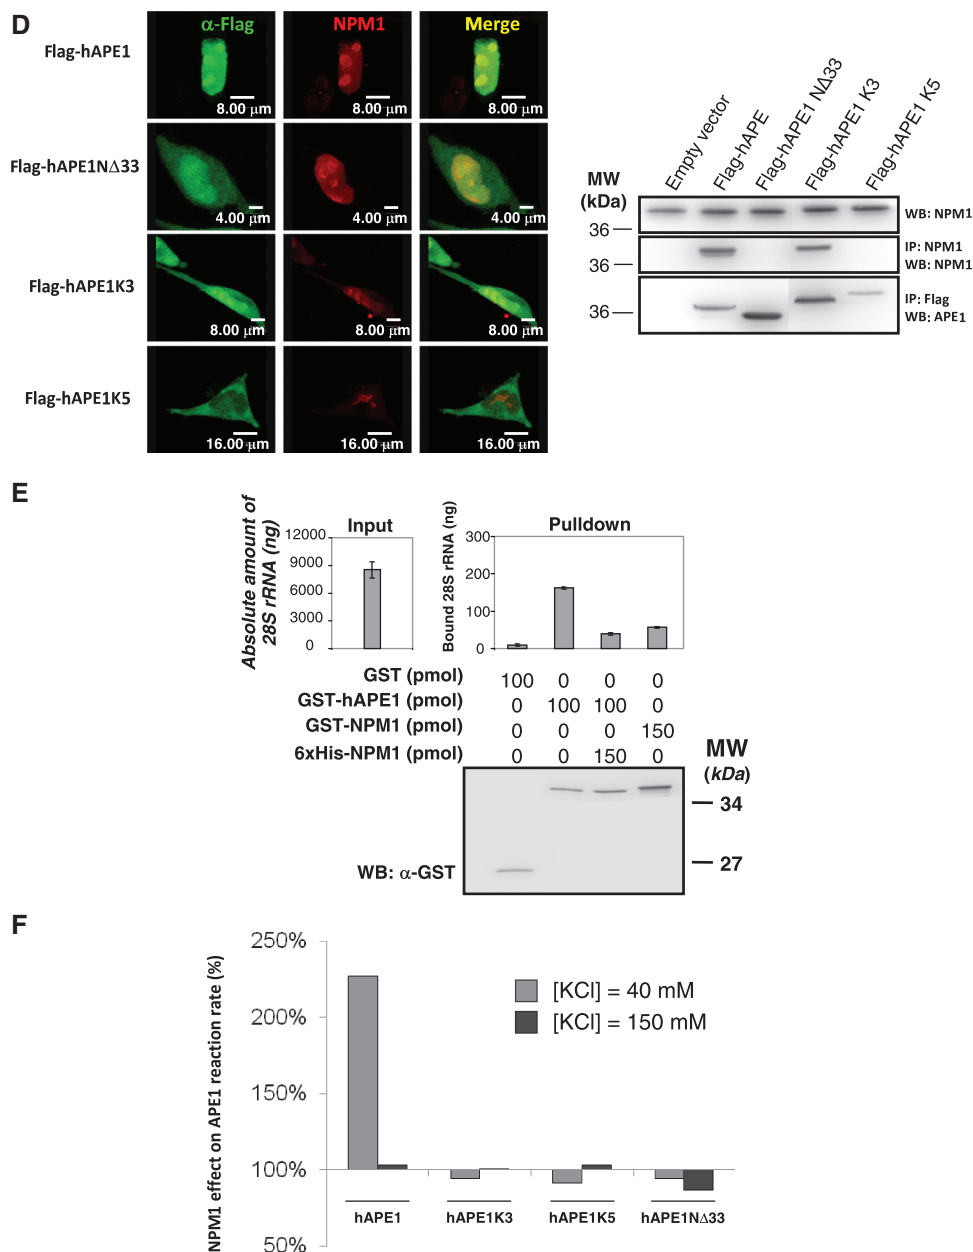 D
α-Flag NPM1 Merge
Flag-hAPE1
8.00 μm 8.00 μm 8.00 μm
Flag-hAPE1NΔ33
4.00 μm 4.00 μm 4.00 μm
Flag-hAPE1K3
8.00 μm 8.00 μm 8.00 μm
Flag-hAPE1K5
16.00 μm 16.00 μm 16.00 μm
Empty vector
Flag-hAPE
Flag-hAPE1 NΔ33
Flag-hAPE1 K3
Flag-hAPE1 K5
MW
(kDa)
36
WB: NPM1
36
IP: NPM1
WB: NPM1
36
IP: Flag
WB: APE1
E
Input
Absolute amount of
28S rRNA (ng)
12000
9000
6000
3000
0
Pulldown
Bound 28S rRNA (ng)
300
200
100
0
GST (pmol) 100 0 0 0
GST-hAPE1 (pmol) 0 100 100 0
GST-NPM1 (pmol) 0 0 0 150
6xHis-NPM1 (pmol) 0 0 150 0
MW
(kDa)
34
27
WB: α-GST
F
NPM1 effect on APE1 reaction rate (%)
250%
200%
150%
100%
50%
[KCl] = 40 mM
[KCl] = 150 mM
hAPE1 hAPE1K3 hAPE1K5 hAPE1NΔ33